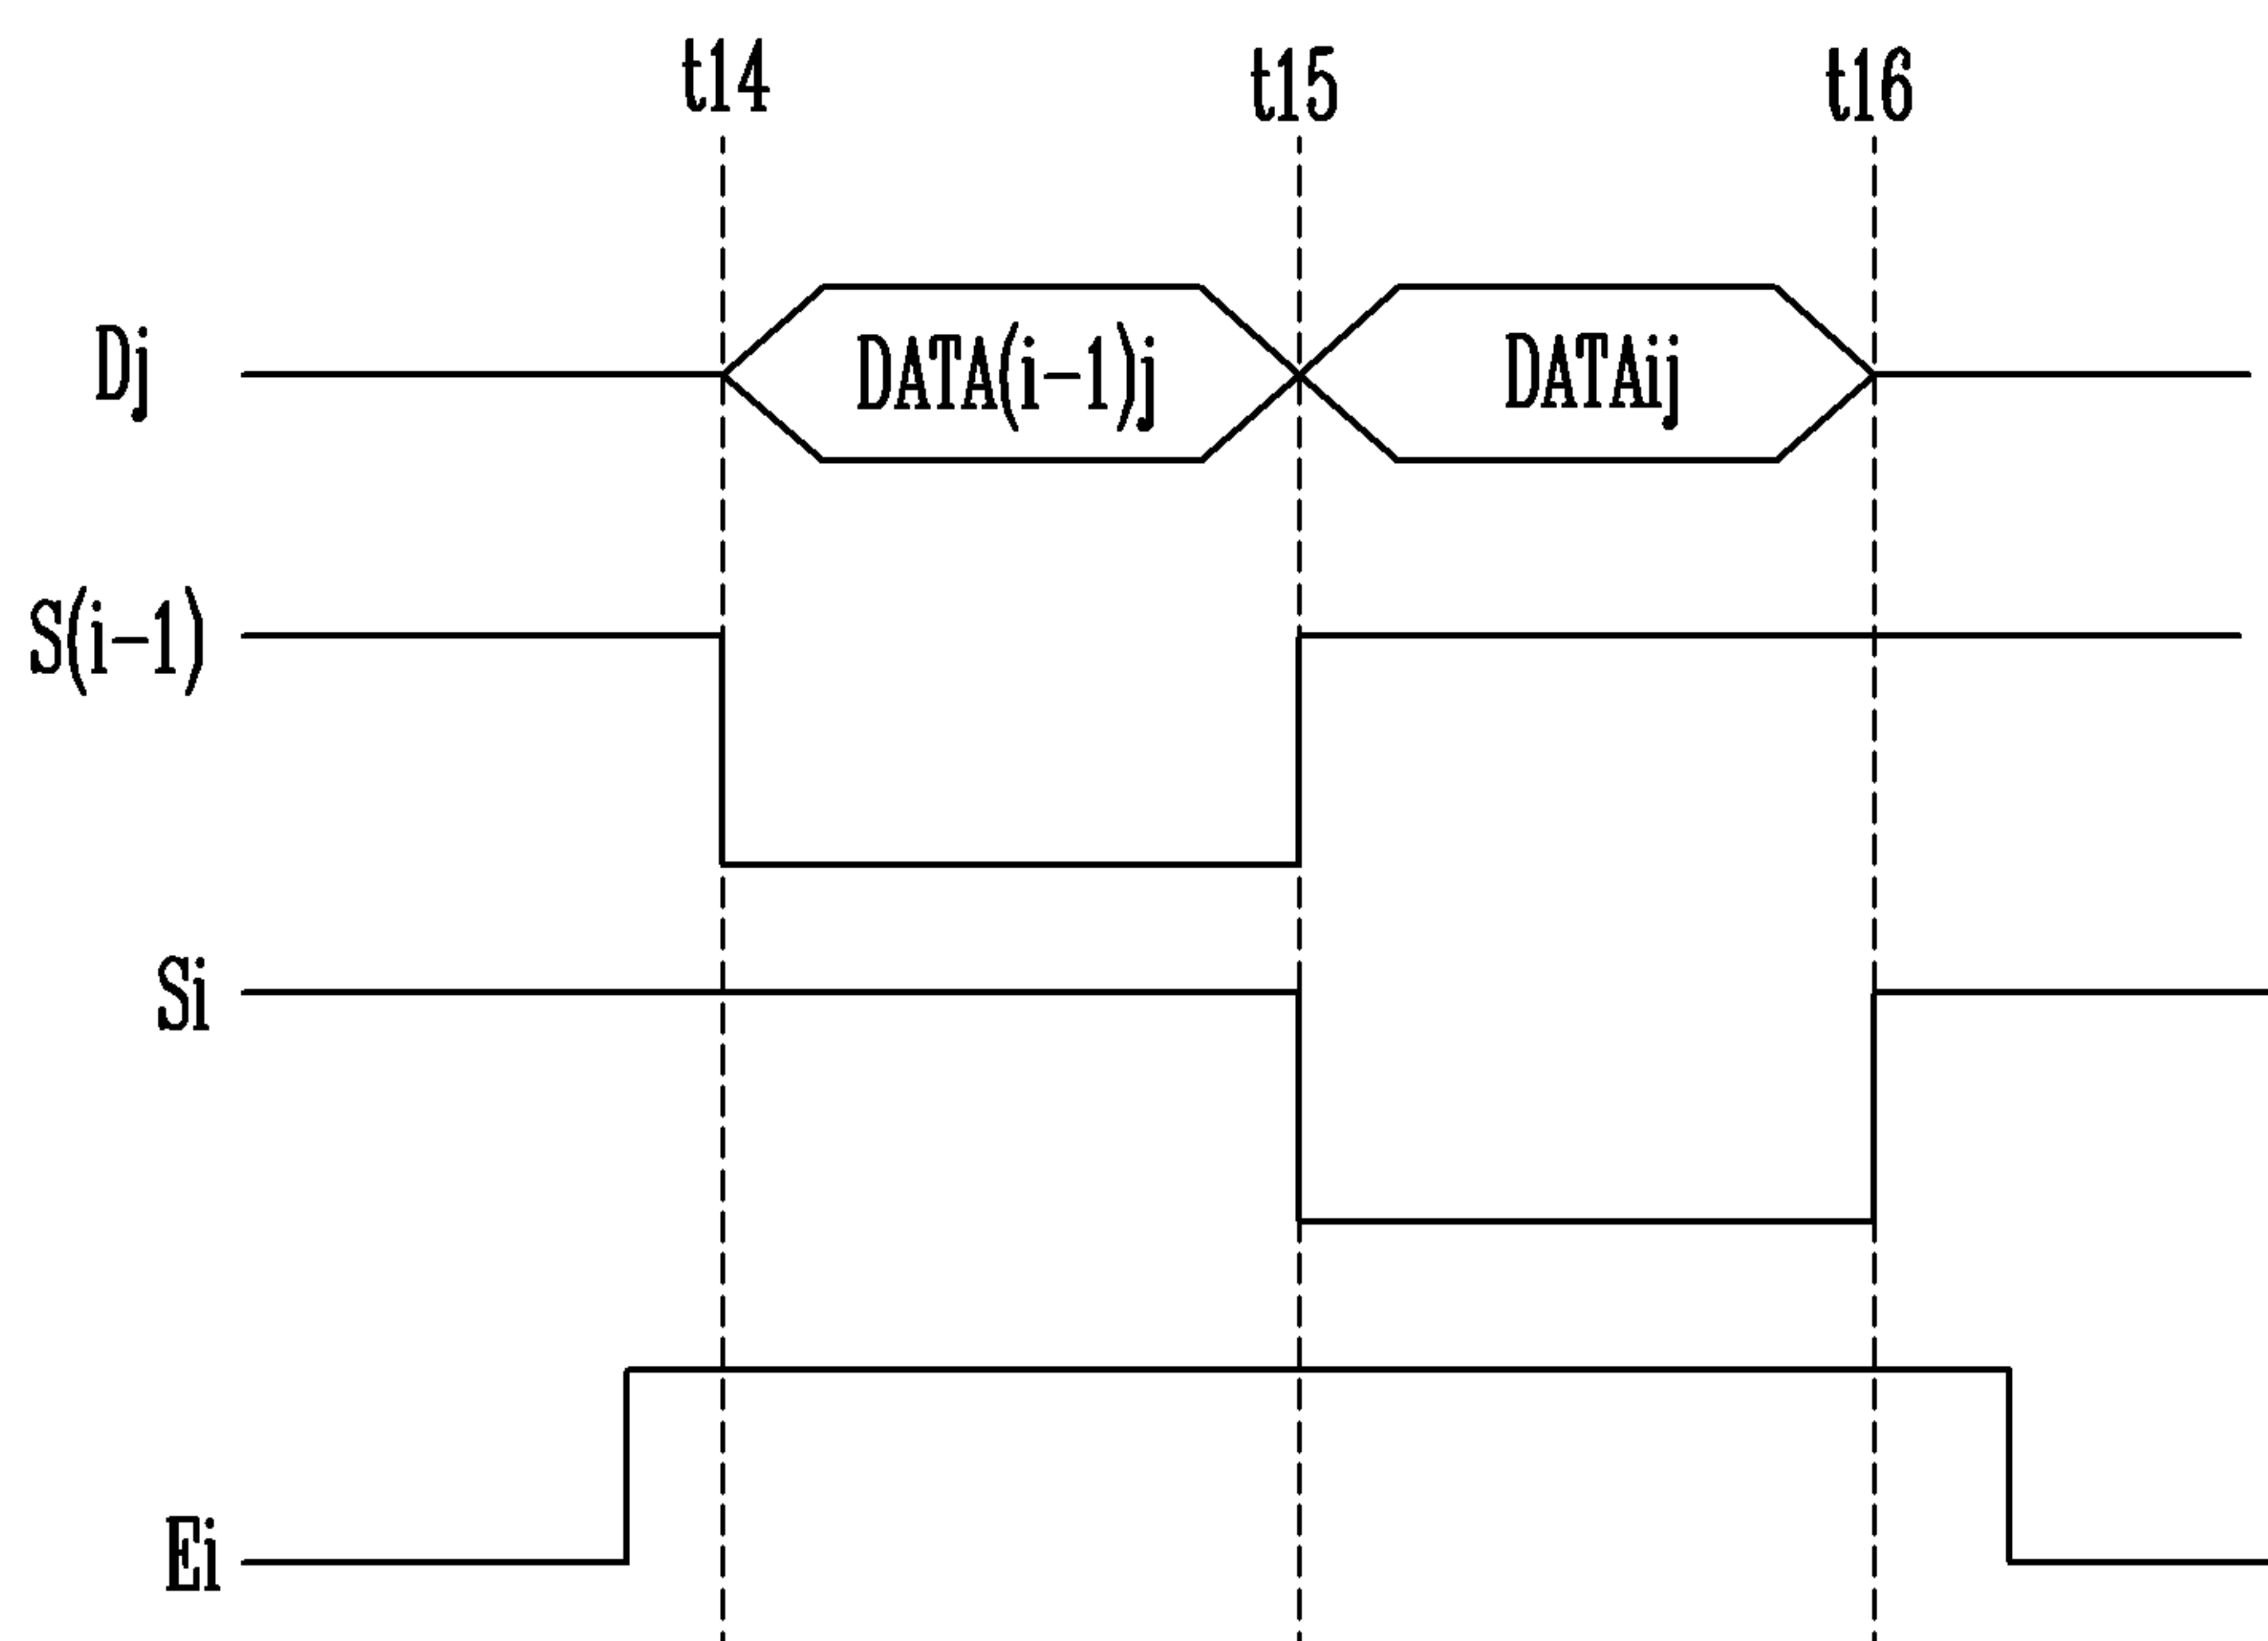 t14 t15 t16
Dj DATA(i-1)j DATAij
S(i-1)
Si
Ei